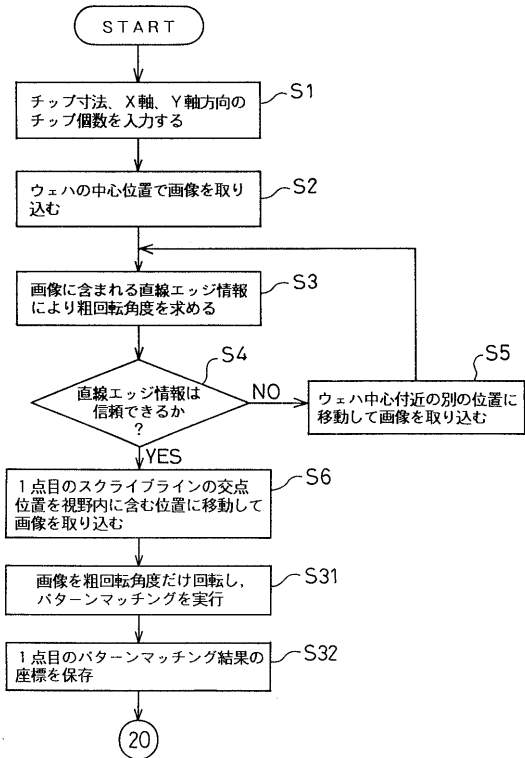 START
S1
チップ寸法、X軸、Y軸方向の
チップ個数を入力する
S2
ウェハの中心位置で画像を取り
込む
S3
画像に含まれる直線エッジ情報
により粗回転角度を求める
S4
直線エッジ情報は
信頼できるか
?
NO
S5
ウェハ中心付近の別の位置に
移動して画像を取り込む
YES
S6
1点目のスクライブラインの交点
位置を視野内に含む位置に移動して
画像を取り込む
S31
画像を粗回転角度だけ回転し,
パターンマッチングを実行
S32
1点目のパターンマッチング結果の
座標を保存
20